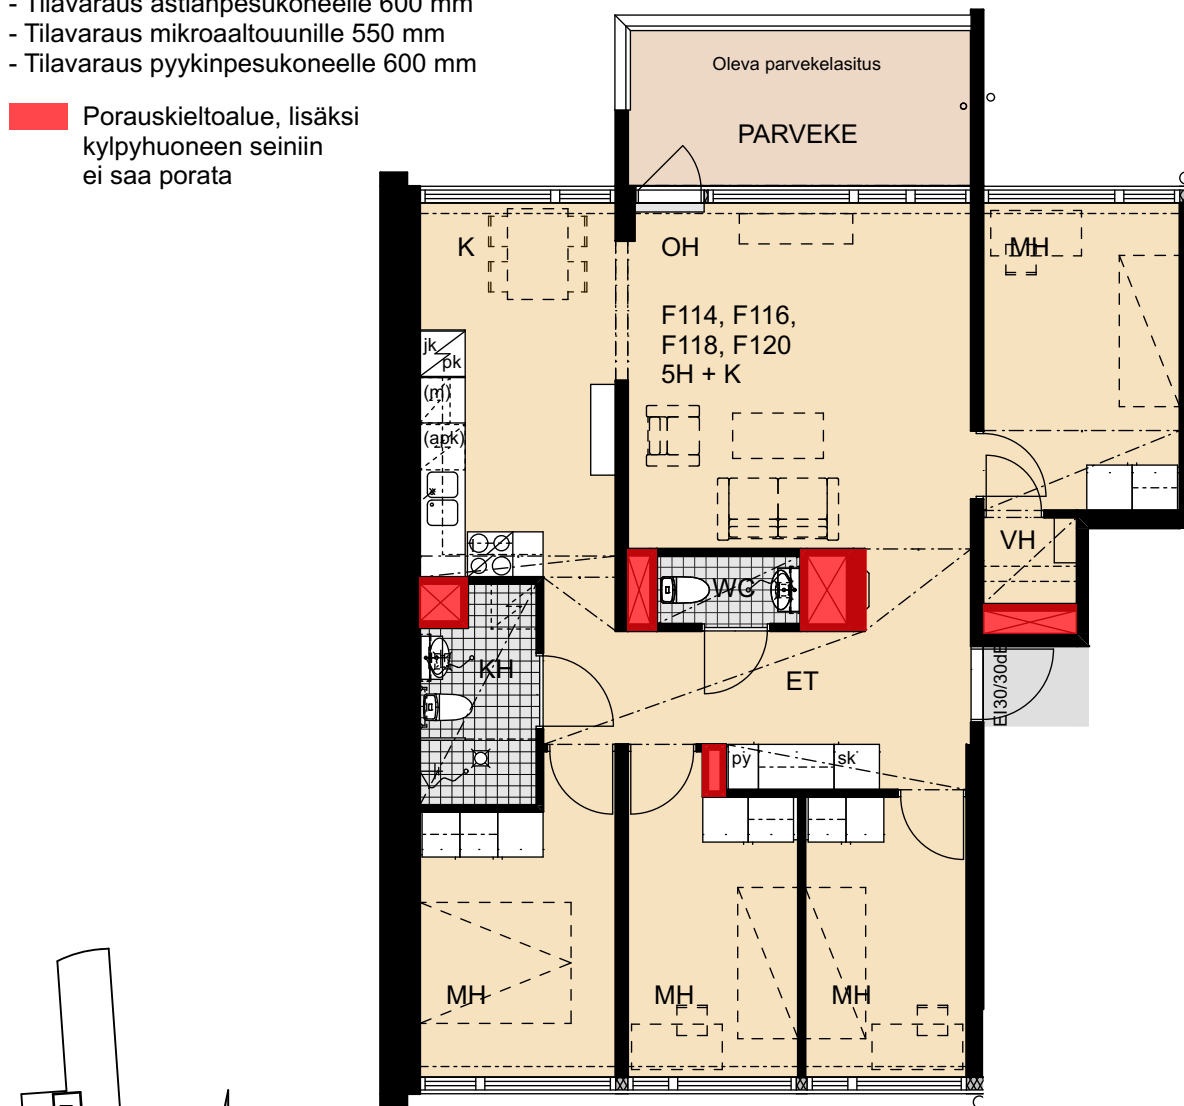 - Tilavaraus astianpesukoneelle 600 mm
- Tilavaraus mikroaaltouunille 550 mm
- Tilavaraus pyykinpesukoneelle 600 mm
Porauskieltoalue, lisäksi
kylpyhuoneen seiniin
ei saa porata
Oleva parvekelasitus
PARVEKE
K
OH
MH
F114, F116,
F118, F120
5H + K
jk
pk
(m)
(apk)
VH
WC
KH
ET
EI30/30dB
py
sk
MH
MH
MH